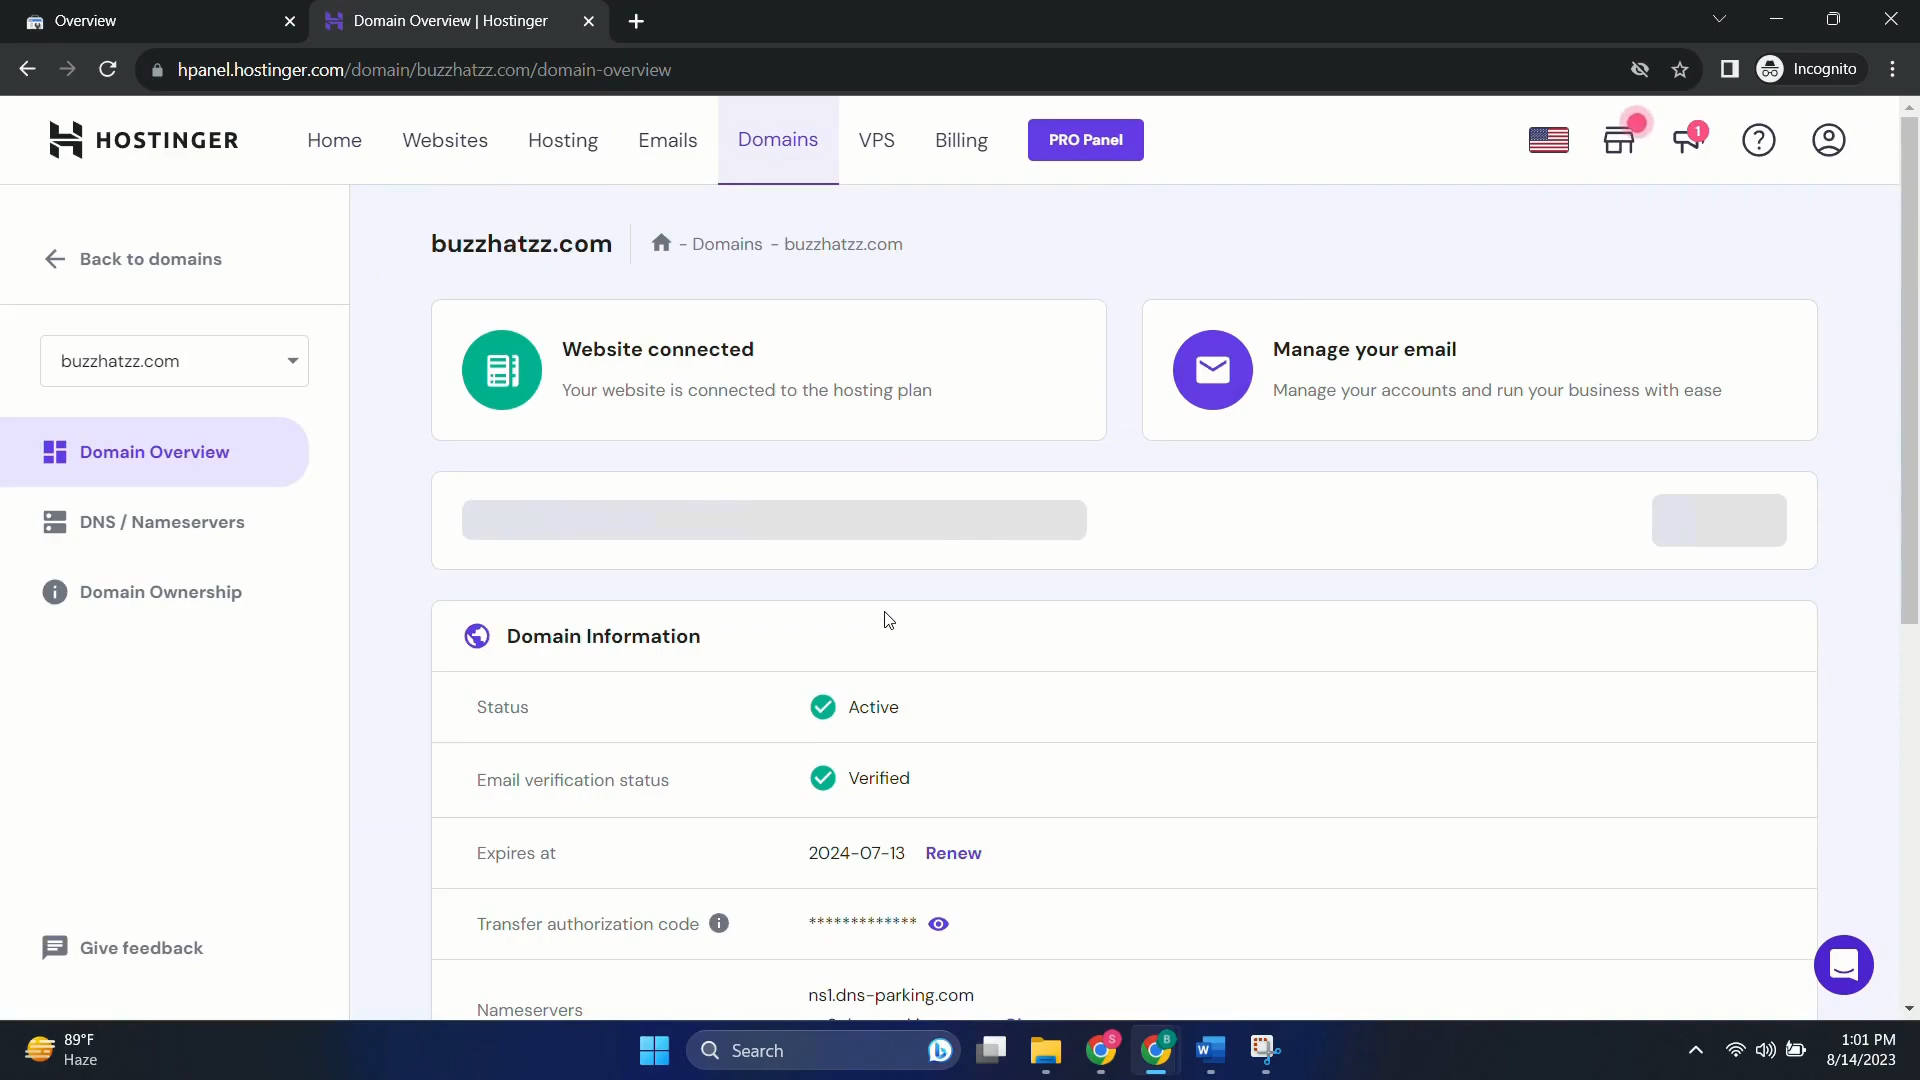 Overview
Domain Overview | Hostinger
hpanel.hostinger.com/domain/buzzhatzz.com/domain-overview
Incognito
HOSTINGER
Home
Websites
Hosting
Emails
Domains
VPS
Billing
PRO Panel
1
Back to domains
buzzhatzz.com
- Domains - buzzhatzz.com
buzzhatzz.com
Website connected
Your website is connected to the hosting plan
Manage your email
Manage your accounts and run your business with ease
Domain Overview
DNS / Nameservers
Domain Ownership
Domain Information
Status
Active
Email verification status
Verified
Expires at
2024-07-13 Renew
Transfer authorization code
*************
Nameservers
ns1.dns-parking.com
Give feedback
89°F
Haze
Search
S
B
1:01 PM
8/14/2023